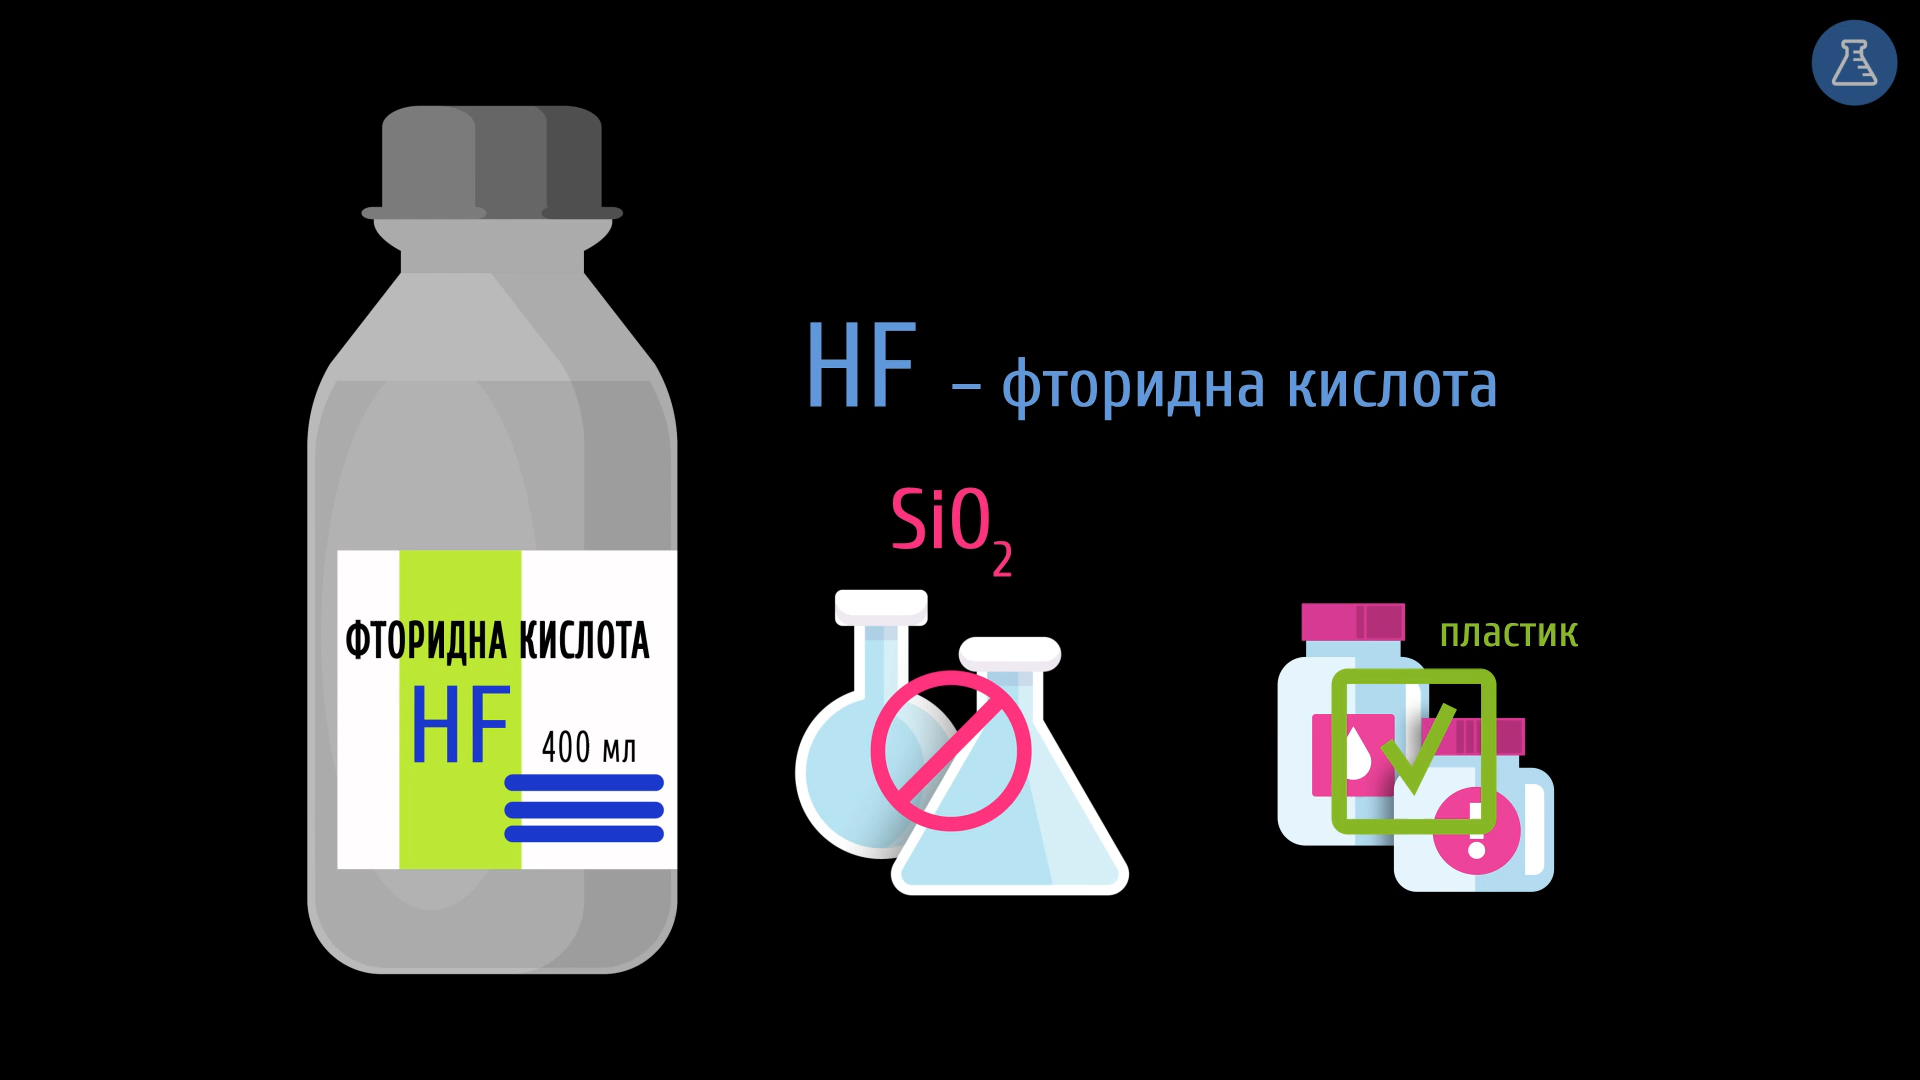 HF – фторидна кислота
SiO₂
пластик
ФТОРИДНА КИСЛОТА
HF 400 мл